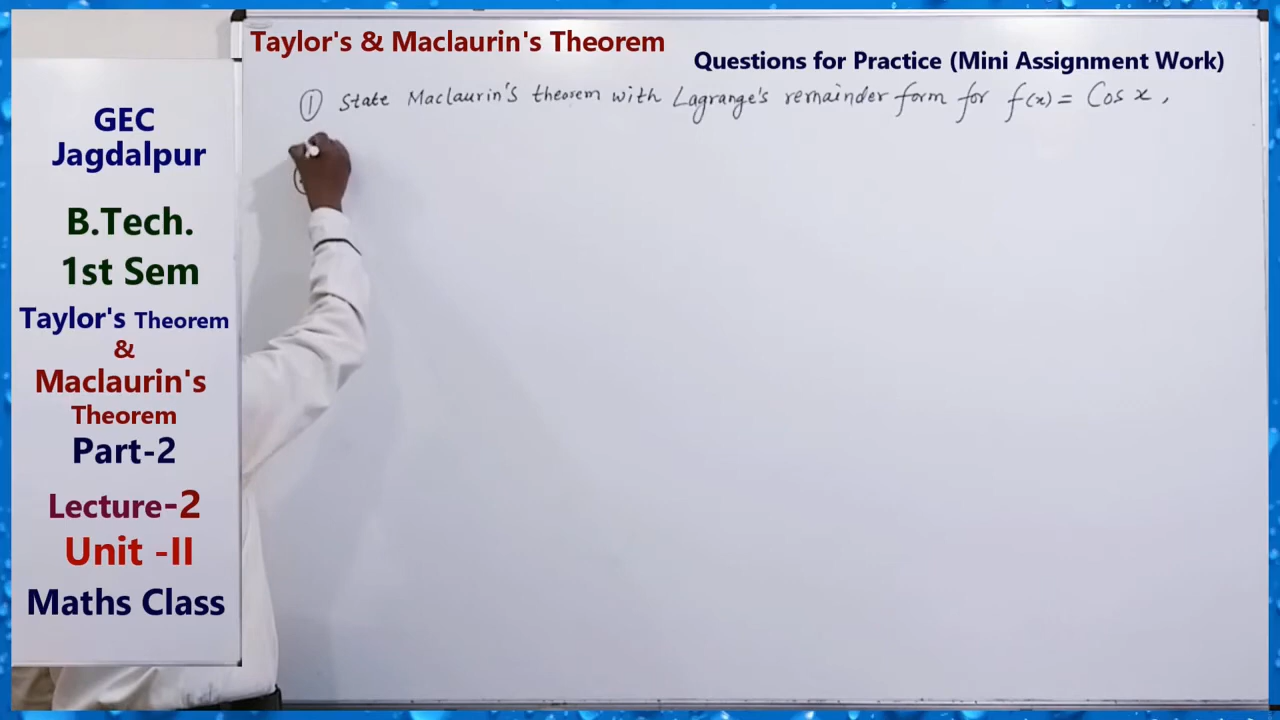 Taylor's & Maclaurin's Theorem
Questions for Practice (Mini Assignment Work)
① State Maclaurin's theorem with Lagrange's remainder form for f(x) = Cos x,
GEC
Jagdalpur
B.Tech.
1st Sem
Taylor's Theorem
&
Maclaurin's
Theorem
Part-2
Lecture-2
Unit -II
Maths Class